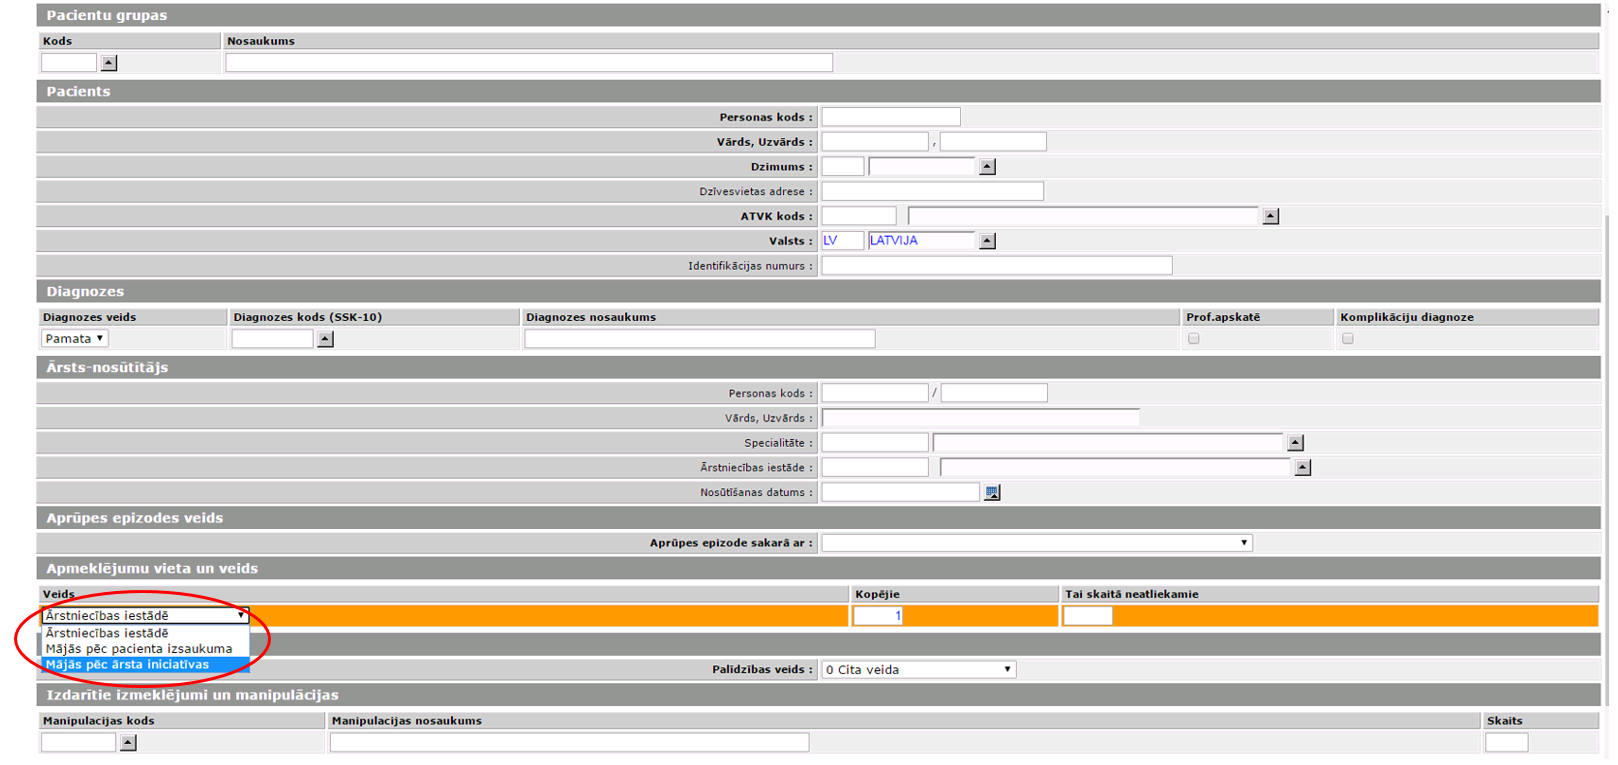 Pacientu grupas
Kods Nosaukums
Pacients
Personas kods :
Vārds, Uzvārds : ,
Dzimums :
Dzīvesvietas adrese :
ATVK kods :
Valsts : LV LATVIJA
Identifikācijas numurs :
Diagnozes
Diagnozes veids Diagnozes kods (SSK-10) Diagnozes nosaukums Prof.apskatē Komplikāciju diagnoze
Pamata
Ārsts-nosūtītājs
Personas kods : /
Vārds, Uzvārds :
Specialitāte :
Ārstniecības iestāde :
Nosūtīšanas datums :
Aprūpes epizodes veids
Aprūpes epizode sakarā ar :
Apmeklējumu vieta un veids
Veids Kopējie Tai skaitā neatliekamie
Ārstniecības iestādē 1
Ārstniecības iestādē
Mājās pēc pacienta izsaukuma
Mājās pēc ārsta iniciatīvas
Palīdzības veids : 0 Cita veida
Izdarītie izmeklējumi un manipulācijas
Manipulacijas kods Manipulacijas nosaukums Skaits